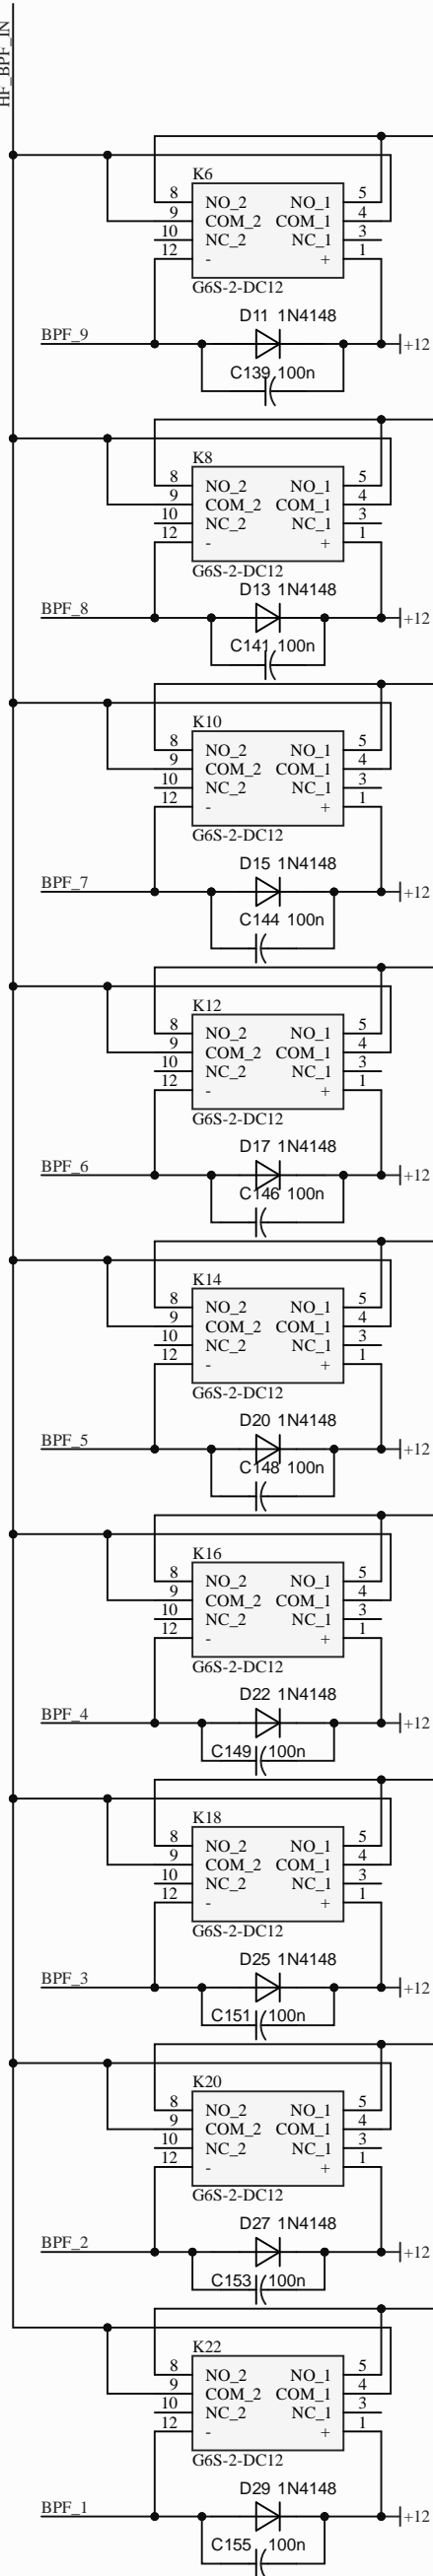 HF_BPF_IN
K6
8 NO_2 NO_1 5
9 COM_2 COM_1 4
10 NC_2 NC_1 3
12 - + 1
G6S-2-DC12
D11 1N4148
BPF_9 +12
C139 100n
K8
8 NO_2 NO_1 5
9 COM_2 COM_1 4
10 NC_2 NC_1 3
12 - + 1
G6S-2-DC12
D13 1N4148
BPF_8 +12
C141 100n
K10
8 NO_2 NO_1 5
9 COM_2 COM_1 4
10 NC_2 NC_1 3
12 - + 1
G6S-2-DC12
D15 1N4148
BPF_7 +12
C144 100n
K12
8 NO_2 NO_1 5
9 COM_2 COM_1 4
10 NC_2 NC_1 3
12 - + 1
G6S-2-DC12
D17 1N4148
BPF_6 +12
C146 100n
K14
8 NO_2 NO_1 5
9 COM_2 COM_1 4
10 NC_2 NC_1 3
12 - + 1
G6S-2-DC12
D20 1N4148
BPF_5 +12
C148 100n
K16
8 NO_2 NO_1 5
9 COM_2 COM_1 4
10 NC_2 NC_1 3
12 - + 1
G6S-2-DC12
D22 1N4148
BPF_4 +12
C149 100n
K18
8 NO_2 NO_1 5
9 COM_2 COM_1 4
10 NC_2 NC_1 3
12 - + 1
G6S-2-DC12
D25 1N4148
BPF_3 +12
C151 100n
K20
8 NO_2 NO_1 5
9 COM_2 COM_1 4
10 NC_2 NC_1 3
12 - + 1
G6S-2-DC12
D27 1N4148
BPF_2 +12
C153 100n
K22
8 NO_2 NO_1 5
9 COM_2 COM_1 4
10 NC_2 NC_1 3
12 - + 1
G6S-2-DC12
D29 1N4148
BPF_1 +12
C155 100n